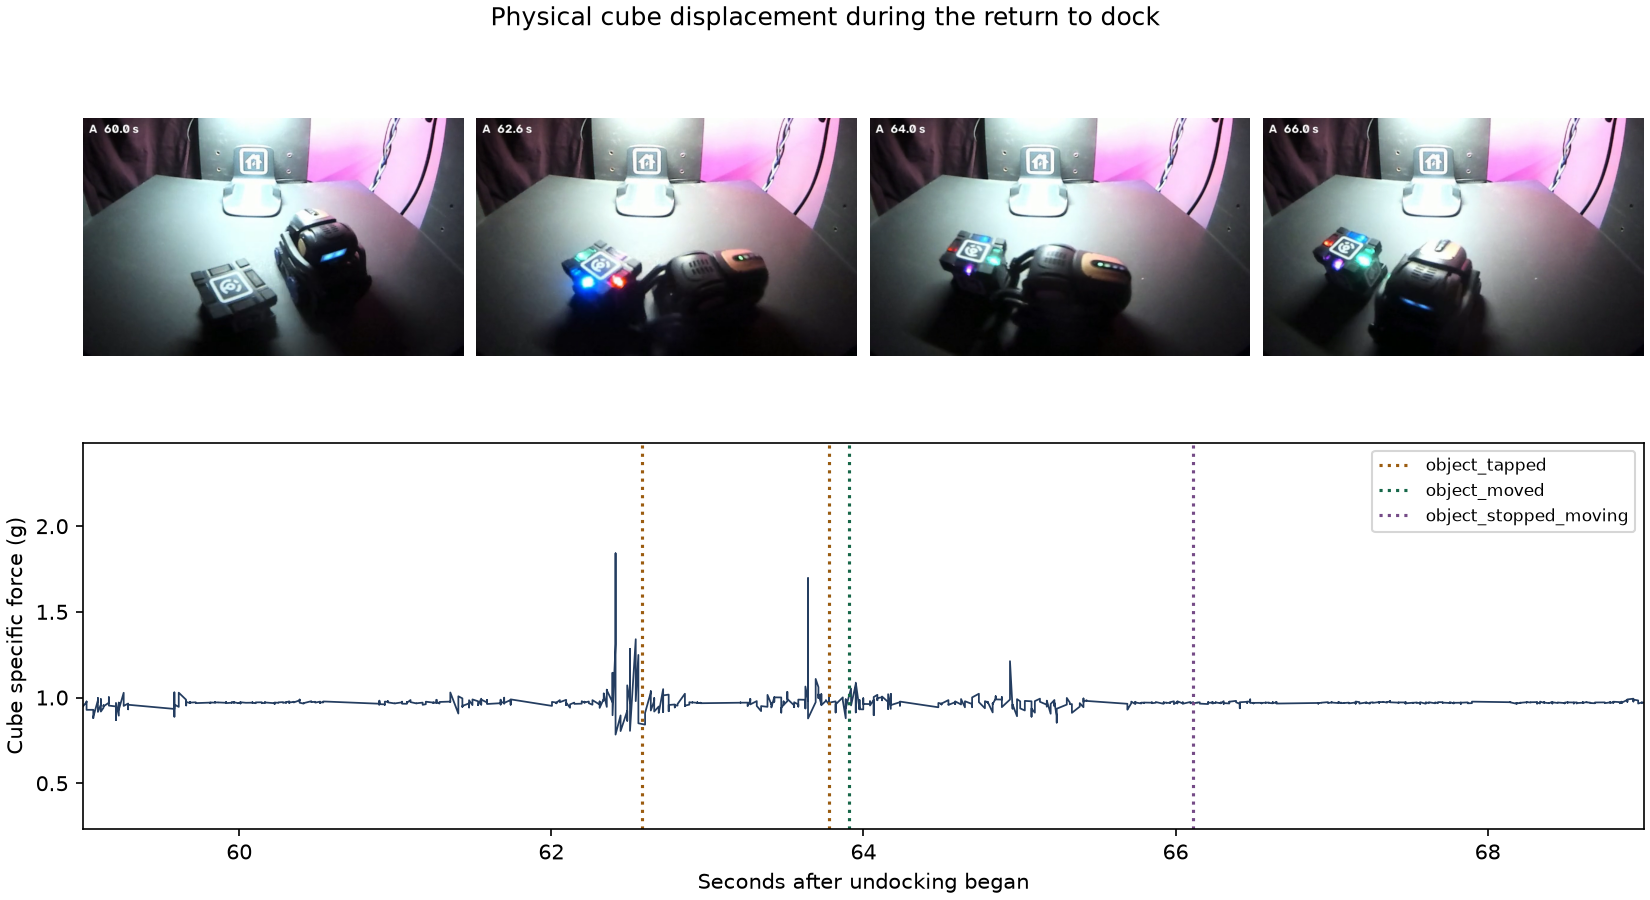 Physical cube displacement during the return to dock
A 60.0 s
A 62.6 s
A 64.0 s
A 66.0 s
Cube specific force (g)
2.0
1.5
1.0
0.5
object_tapped
object_moved
object_stopped_moving
60
62
64
66
68
Seconds after undocking began